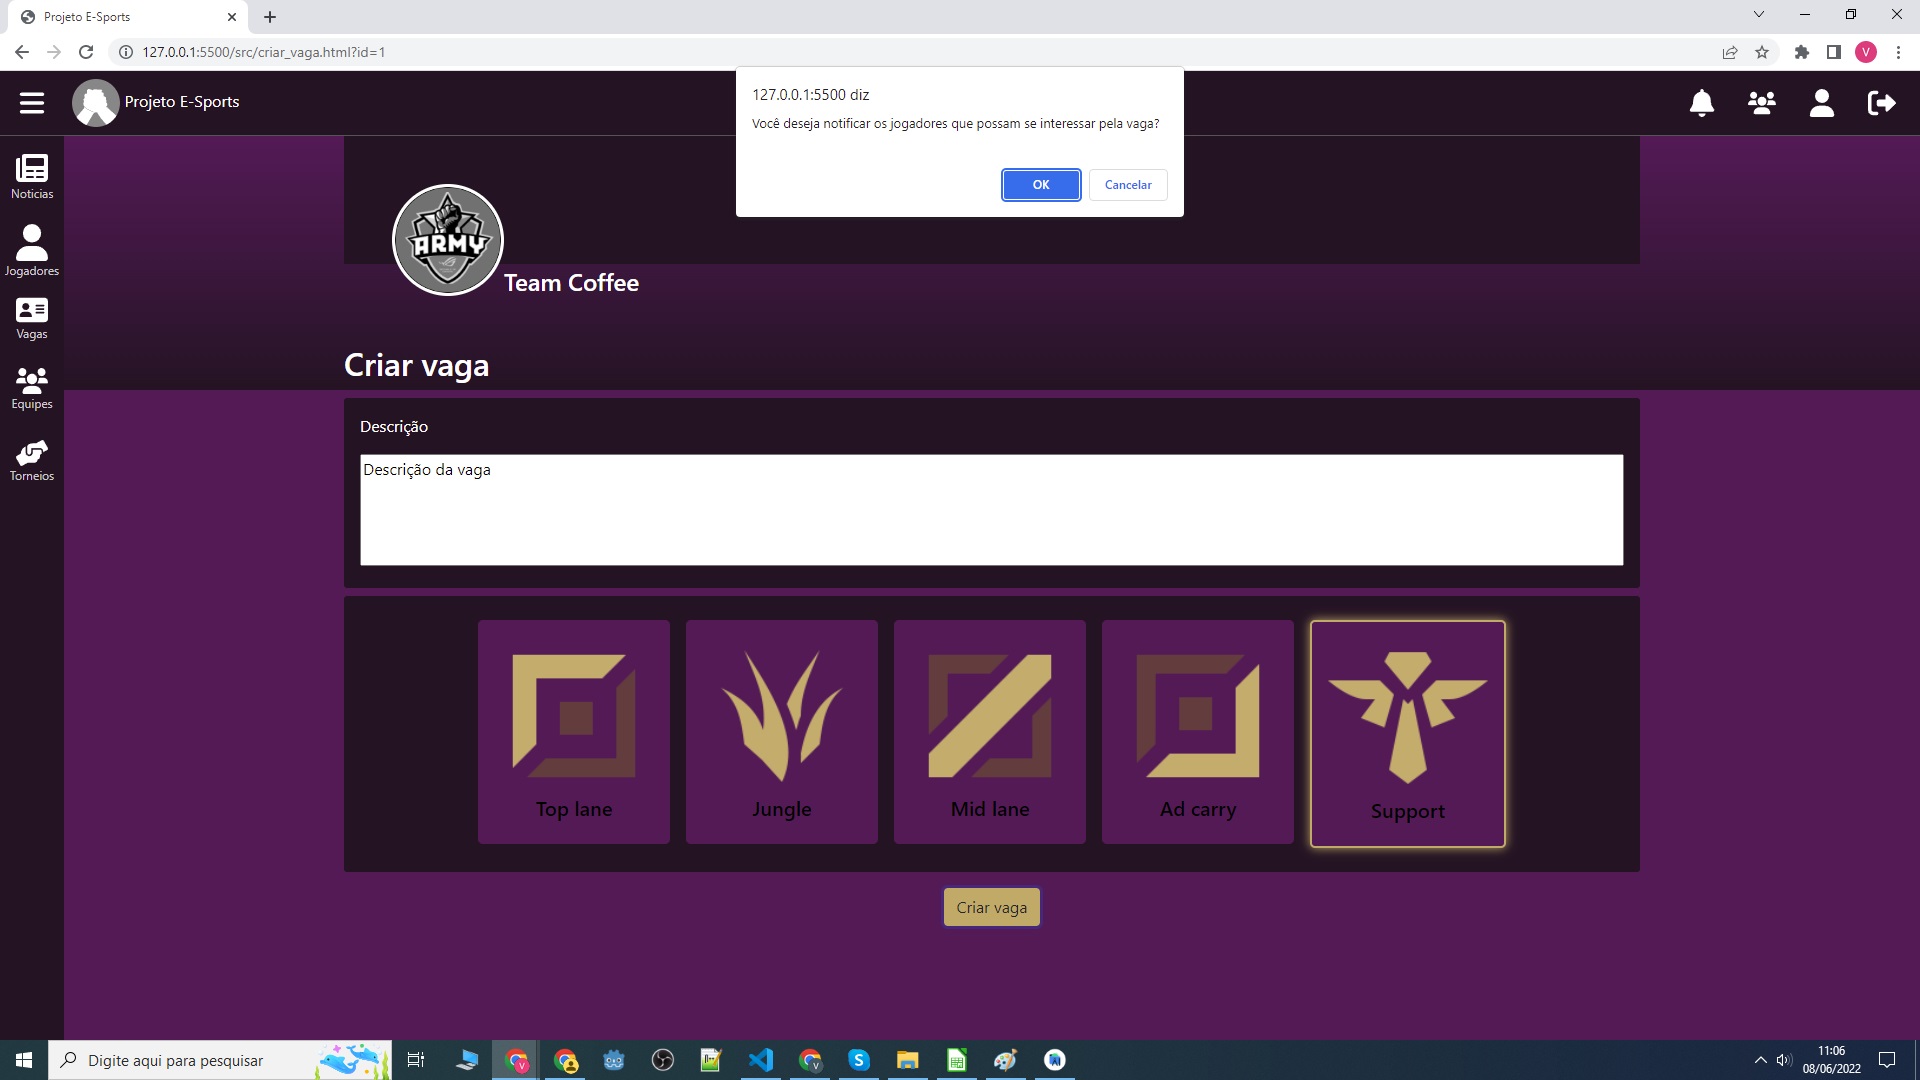 Projeto E-Sports
127.0.0.1:5500/src/criar_vaga.html?id=1
V
127.0.0.1:5500 diz
Você deseja notificar os jogadores que possam se interessar pela vaga?
OK
Cancelar
Projeto E-Sports
Noticias
Jogadores
Vagas
Equipes
Torneios
ARMY
Team Coffee
Criar vaga
Descrição
Descrição da vaga
Top lane
Jungle
Mid lane
Ad carry
Support
Criar vaga
Digite aqui para pesquisar
11:06
08/06/2022